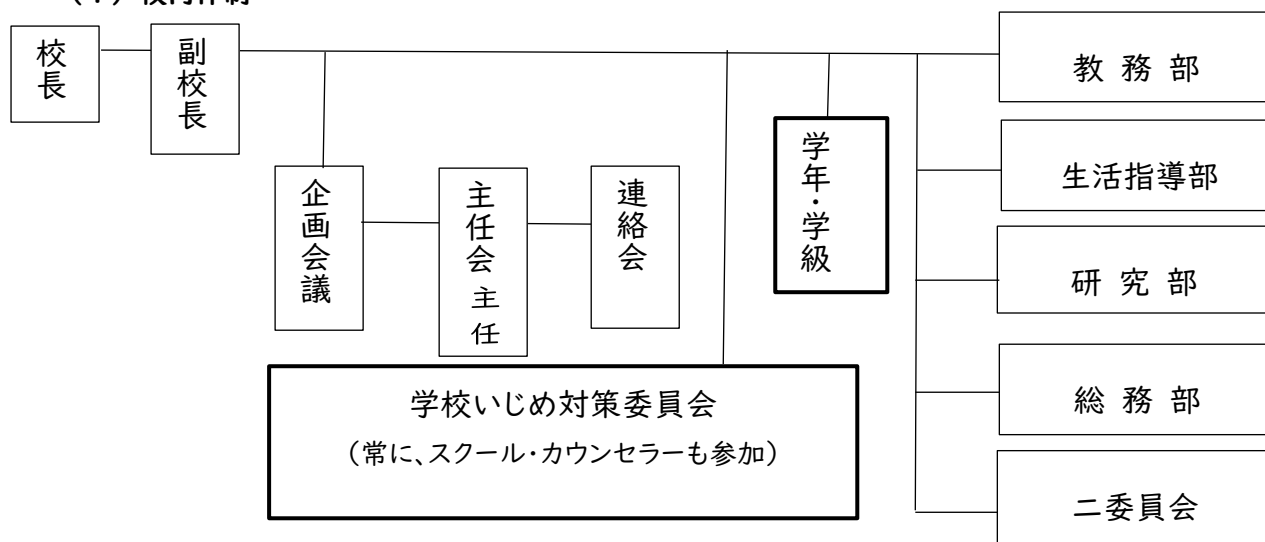 校長
副校長
企画会議
主任会主任
連絡会
学年・学級
学校いじめ対策委員会
(常に、スクール・カウンセラーも参加)
教務部
生活指導部
研究部
総務部
二委員会